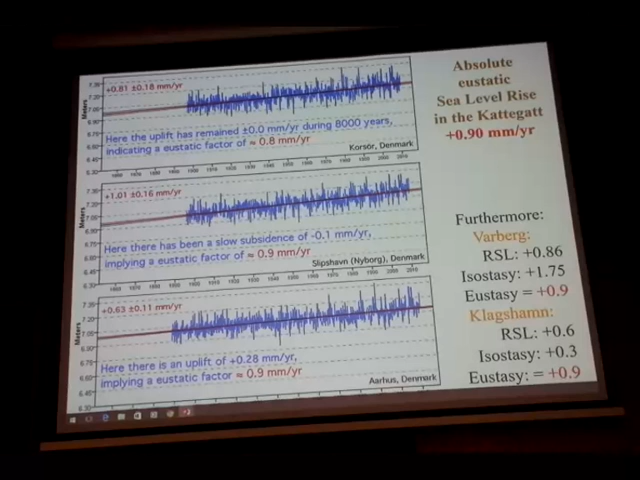 +0.81 ±0.18 mm/yr
Meters
Here the uplift has remained ±0.0 mm/yr during 8000 years,
indicating a eustatic factor of ≈ 0.8 mm/yr
Korsör, Denmark
+1.01 ±0.16 mm/yr
Meters
Here there has been a slow subsidence of -0.1 mm/yr,
implying a eustatic factor of ≈ 0.9 mm/yr
Slipshavn (Nyborg), Denmark
+0.63 ±0.11 mm/yr
Meters
Here there is an uplift of +0.28 mm/yr,
implying a eustatic factor ≈ 0.9 mm/yr
Aarhus, Denmark
Absolute
eustatic
Sea Level Rise
in the Kattegatt
+0.90 mm/yr
Furthermore:
Varberg:
RSL: +0.86
Isostasy: +1.75
Eustasy = +0.9
Klagshamn:
RSL: +0.6
Isostasy: +0.3
Eustasy: = +0.9